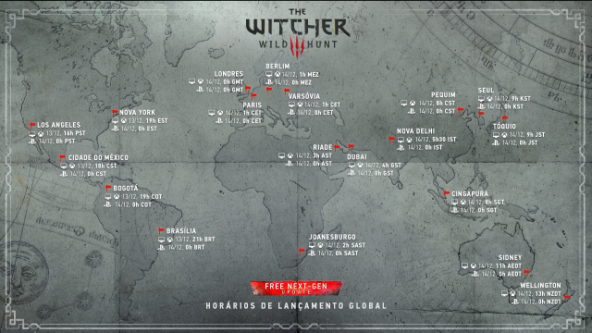 THE
WITCHER
WILD HUNT
LONDRES
14/12, 0h GMT
14/12, 0h GMT
BERLIM
14/12, 1h MEZ
14/12, 0h MEZ
PARIS
14/12, 1h CET
14/12, 0h CET
VARSÓVIA
14/12, 1h CET
14/12, 0h CET
LOS ANGELES
13/12, 16h PST
14/12, 0h PST
NOVA YORK
13/12, 19h EST
14/12, 0h EST
CIDADE DO MÉXICO
13/12, 18h CST
14/12, 0h CST
BOGOTÁ
13/12, 19h COT
14/12, 0h COT
BRASÍLIA
13/12, 21h BRT
14/12, 0h BRT
RIADE
14/12, 3h AST
14/12, 0h AST
DUBAI
14/12, 4h GST
14/12, 0h GST
NOVA DELHI
14/12, 5h30 IST
14/12, 0h IST
PEQUIM
14/12, 8h CST
14/12, 0h CST
SEUL
14/12, 9h KST
14/12, 0h KST
TÓQUIO
14/12, 9h JST
14/12, 0h JST
CINGAPURA
14/12, 8h SGT
14/12, 0h SGT
JOANESBURGO
14/12, 2h SAST
14/12, 0h SAST
SIDNEY
14/12, 11h AEDT
14/12, 0h AEDT
WELLINGTON
14/12, 13h NZDT
14/12, 0h NZDT
FREE NEXT-GEN
UPDATE
HORÁRIOS DE LANÇAMENTO GLOBAL